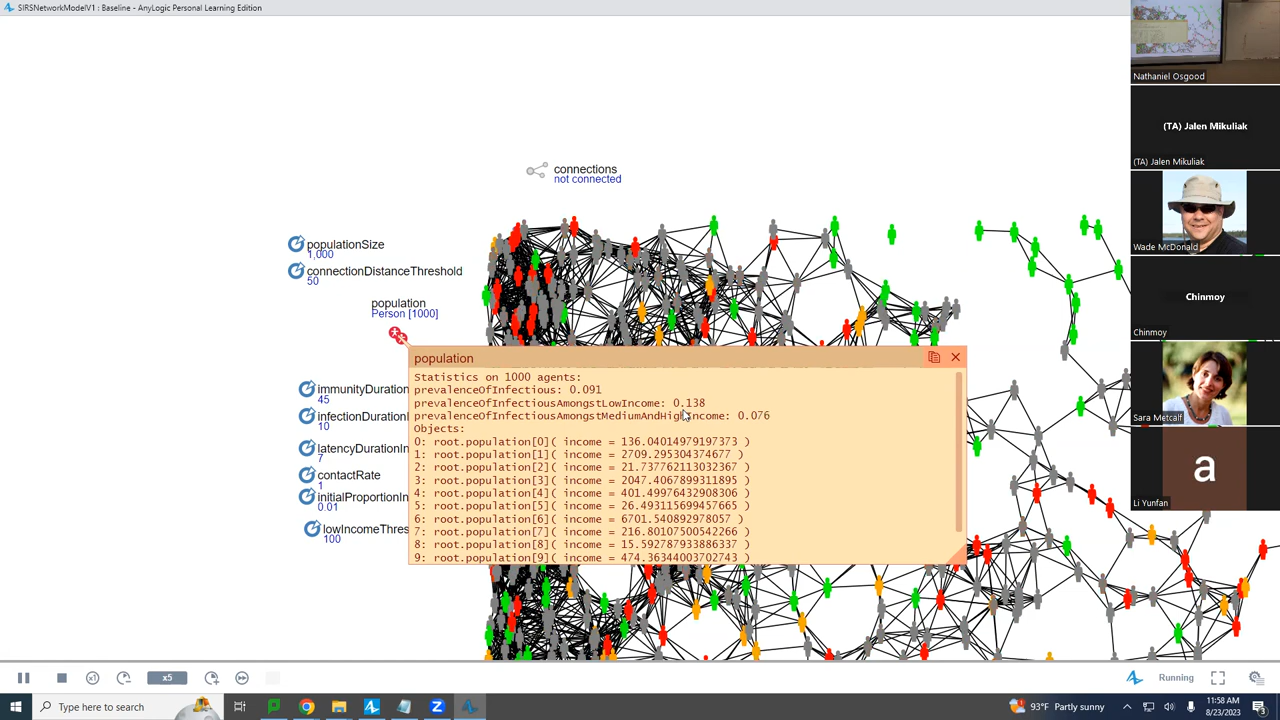 SIRSNetworkModelV1 : Baseline - AnyLogic Personal Learning Edition
Nathaniel Osgood
(TA) Jalen Mikuliak
(TA) Jalen Mikuliak
Wade McDonald
Chinmoy
Chinmoy
Sara Metcalf
a
Li Yunfan
connections
not connected
populationSize
1,000
connectionDistanceThreshold
50
population
Person [1000]
immunityDuration
45
infectionDuration
10
latencyDurationIn
7
contactRate
1
initialProportionIn
0.01
lowIncomeThres
100
population
Statistics on 1000 agents:
prevalenceOfInfectious: 0.091
prevalenceOfInfectiousAmongstLowIncome: 0.138
prevalenceOfInfectiousAmongstMediumAndHighIncome: 0.076
Objects:
0: root.population[0]( income = 136.04014979197373 )
1: root.population[1]( income = 2709.295304374677 )
2: root.population[2]( income = 21.737762113032367 )
3: root.population[3]( income = 2047.4067899311895 )
4: root.population[4]( income = 401.49976432908306 )
5: root.population[5]( income = 26.493115699457665 )
6: root.population[6]( income = 6701.540892978057 )
7: root.population[7]( income = 216.80107500542266 )
8: root.population[8]( income = 15.592787933886337 )
9: root.population[9]( income = 474.36344003702743 )
x1
x5
Running
Type here to search
93°F Partly sunny
11:58 AM
8/23/2023
3